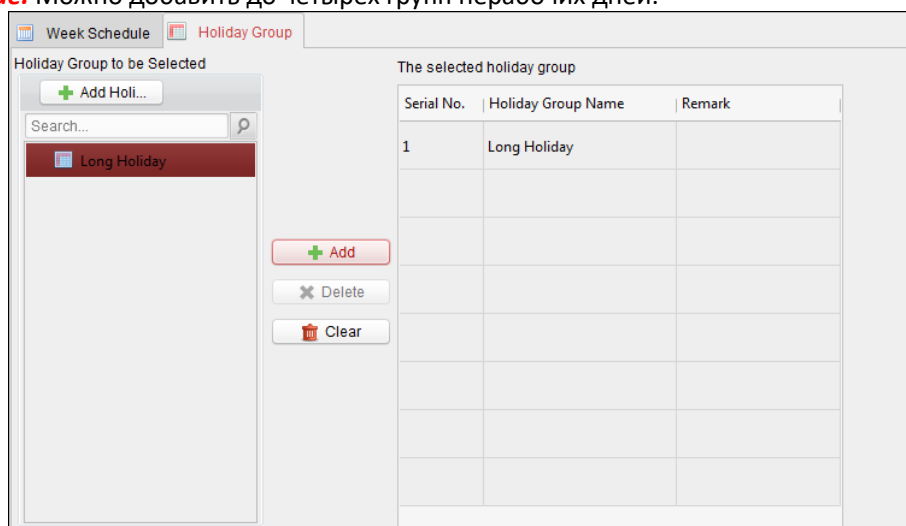 Можно добавить до четырех групп нерабочих дней.
Week Schedule Holiday Group
Holiday Group to be Selected
The selected holiday group
Add Holi...
Serial No. Holiday Group Name Remark
Search...
1 Long Holiday
Long Holiday
Add
Delete
Clear